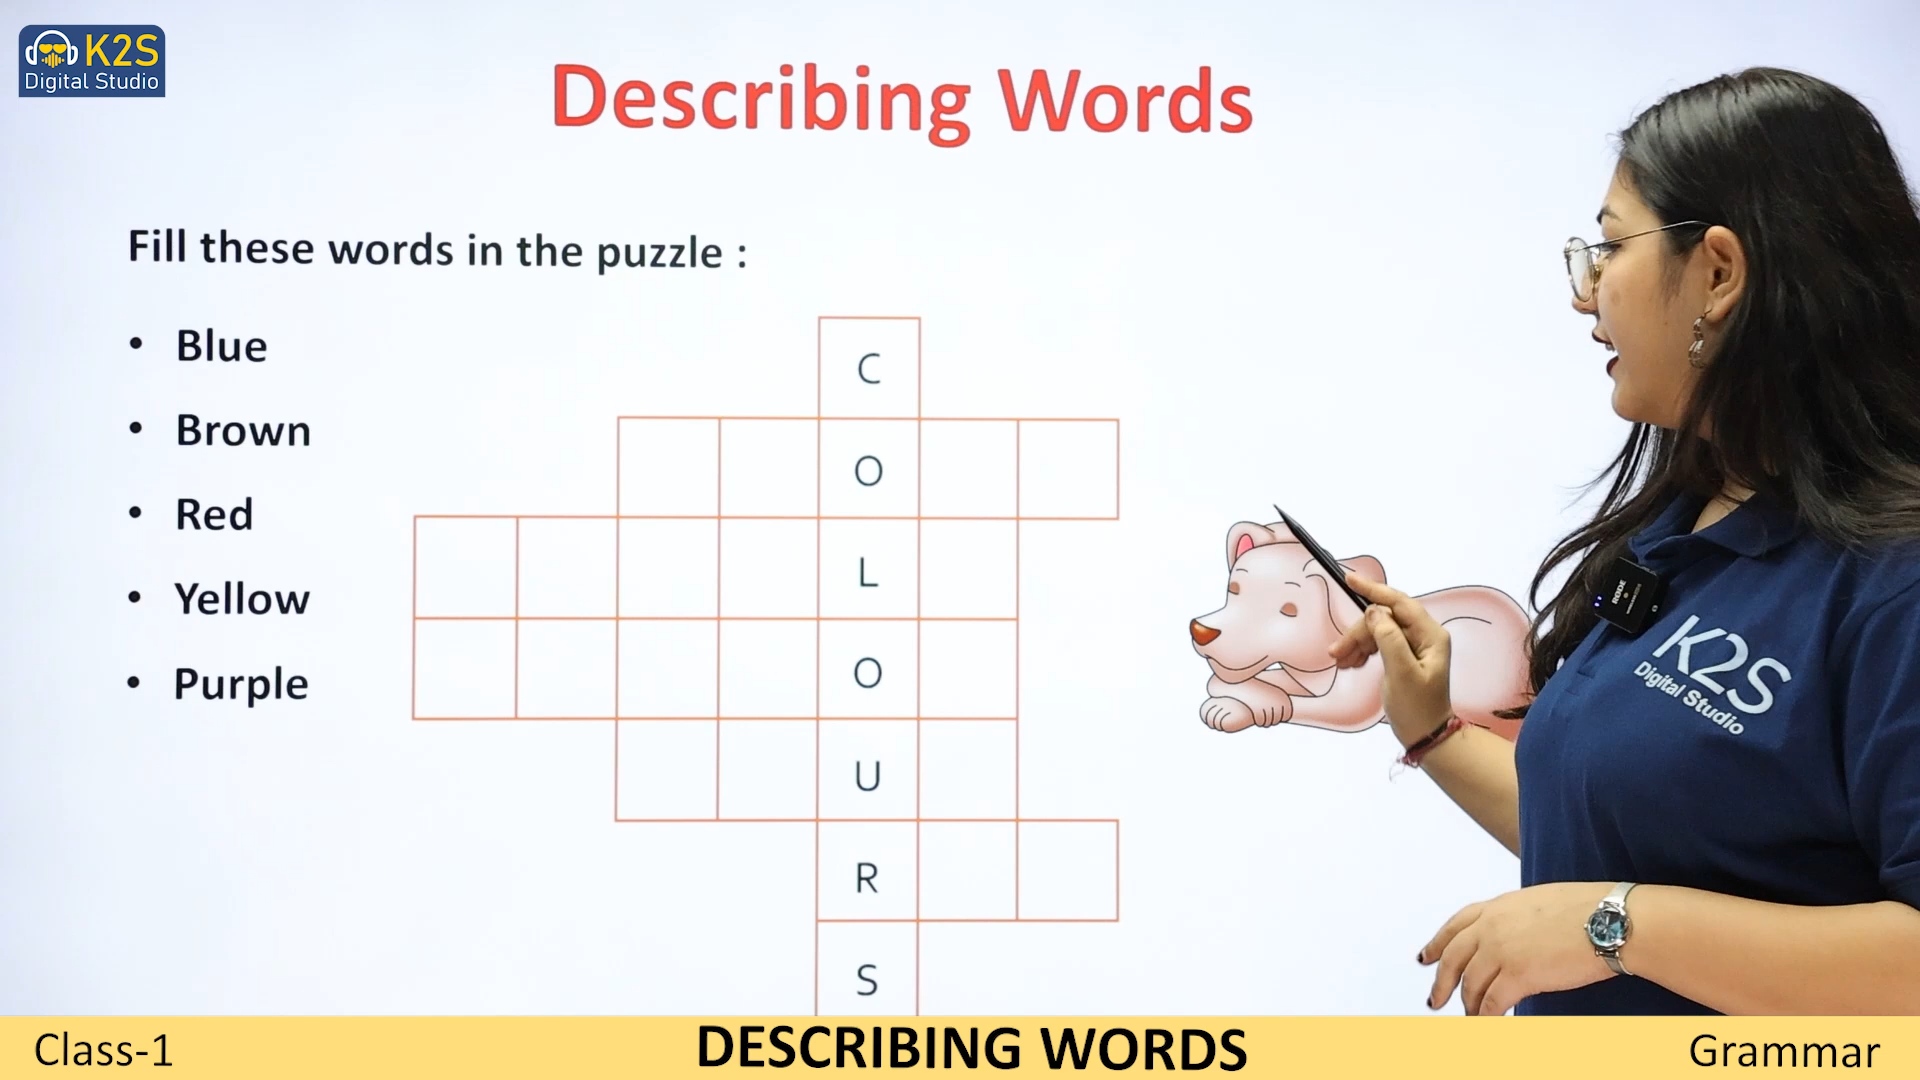 K2S
Digital Studio
Describing Words
Fill these words in the puzzle :
• Blue
• Brown
• Red
• Yellow
• Purple
C
O
L
O
U
R
S
RODE
K2S
Digital Studio
Class-1
DESCRIBING WORDS
Grammar